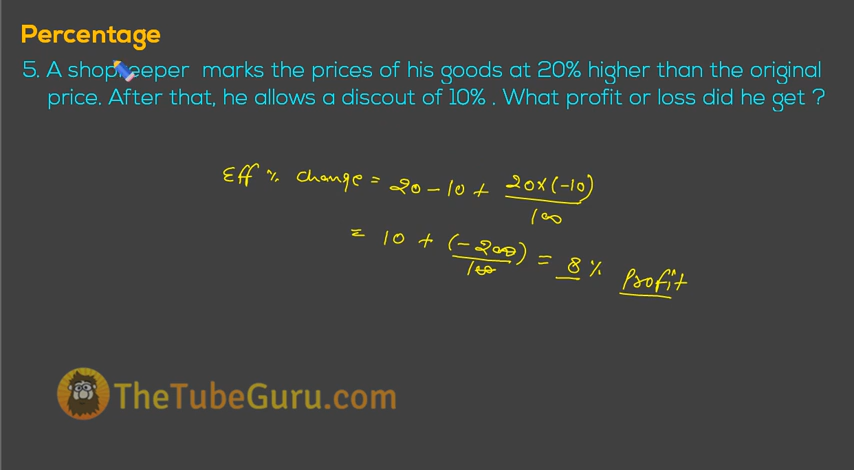 Percentage
5. A shopkeeper marks the prices of his goods at 20% higher than the original
price. After that, he allows a discout of 10% . What profit or loss did he get ?
Eff % change = 20 - 10 + 20x(-10)/100
= 10 + (-200/100) = 8 % Profit
TheTubeGuru.com